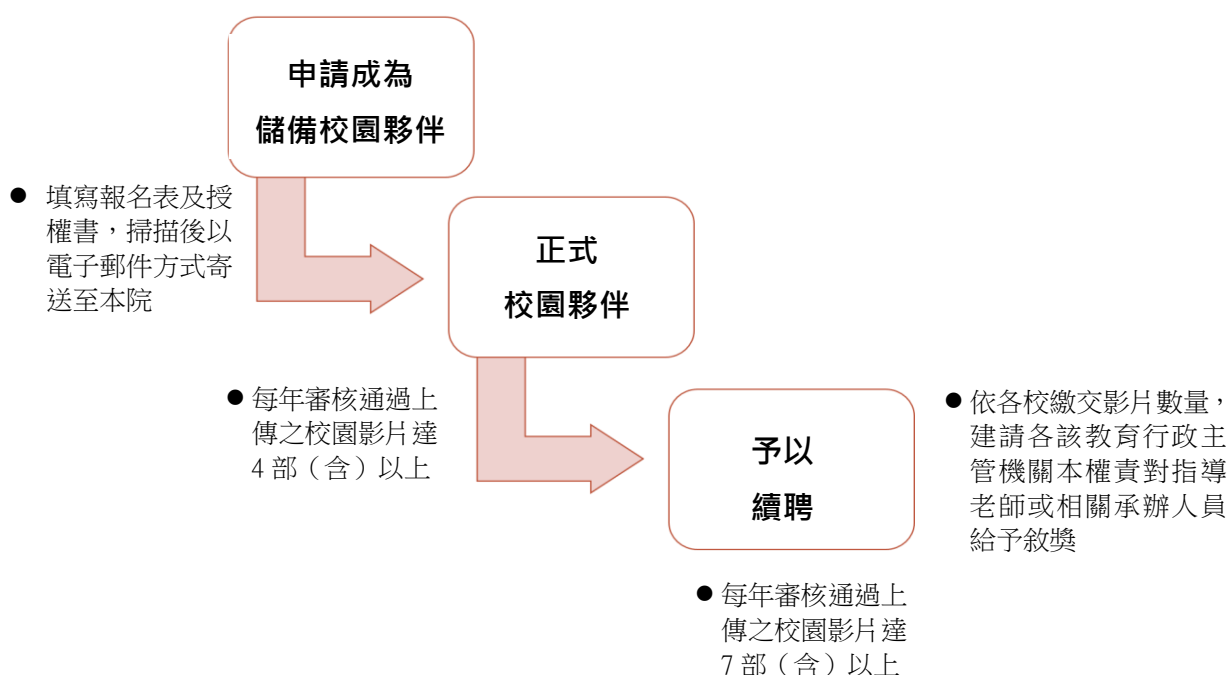 申請成為
儲備校園夥伴
● 填寫報名表及授
權書，掃描後以
電子郵件方式寄
送至本院
正式
校園夥伴
● 每年審核通過上
傳之校園影片達
4 部（含）以上
予以
續聘
● 依各校繳交影片數量，
建請各該教育行政主
管機關本權責對指導
老師或相關承辦人員
給予敘獎
● 每年審核通過上
傳之校園影片達
7 部（含）以上